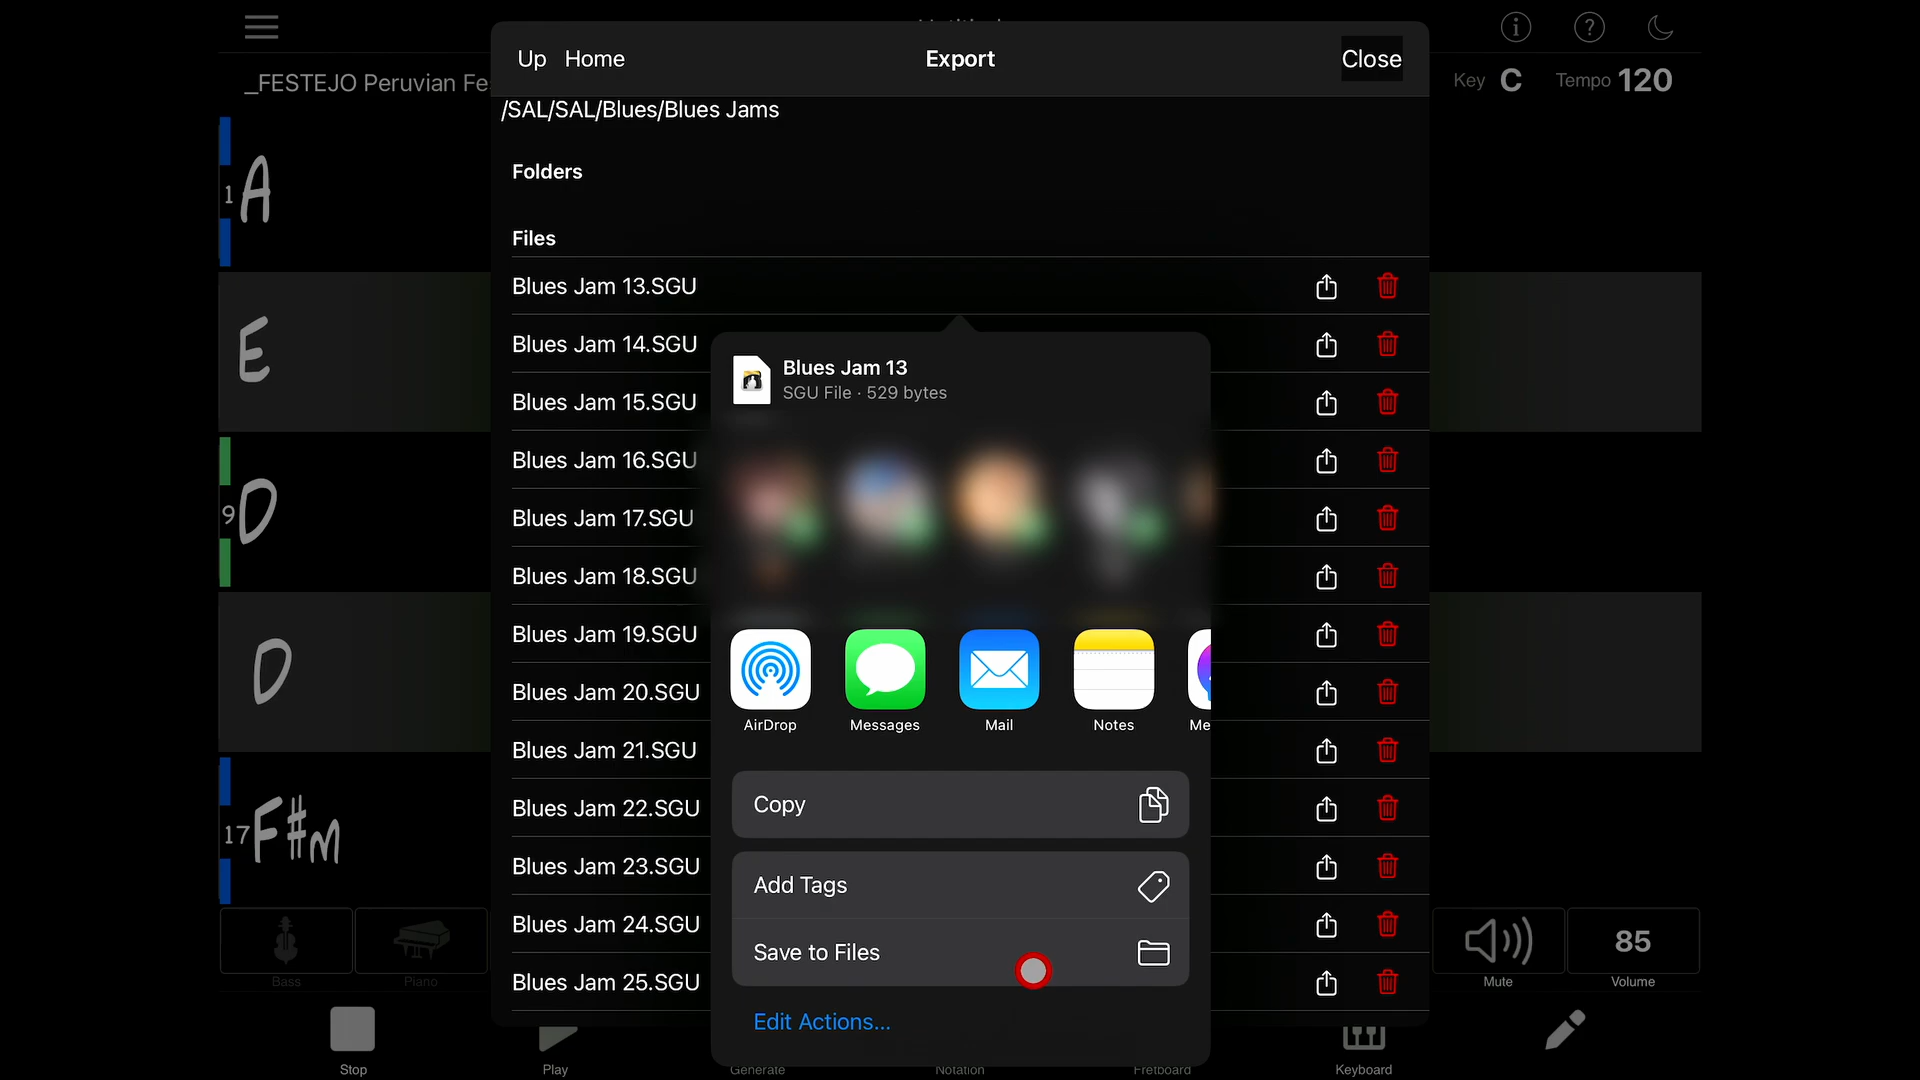 Up Home Export Close
_FESTEJO Peruvian Fe
Key C Tempo 120
/SAL/SAL/Blues/Blues Jams
Folders
Files
Blues Jam 13.SGU
Blues Jam 14.SGU
Blues Jam 15.SGU
Blues Jam 16.SGU
Blues Jam 17.SGU
Blues Jam 18.SGU
Blues Jam 19.SGU
Blues Jam 20.SGU
Blues Jam 21.SGU
Blues Jam 22.SGU
Blues Jam 23.SGU
Blues Jam 24.SGU
Blues Jam 25.SGU
Blues Jam 13
SGU File · 529 bytes
AirDrop Messages Mail Notes Me
Copy
Add Tags
Save to Files
Edit Actions...
1 A
E
9 D
D
17 F#m
85
Bass Piano Mute Volume
Stop Play Generate Notation Fretboard Keyboard